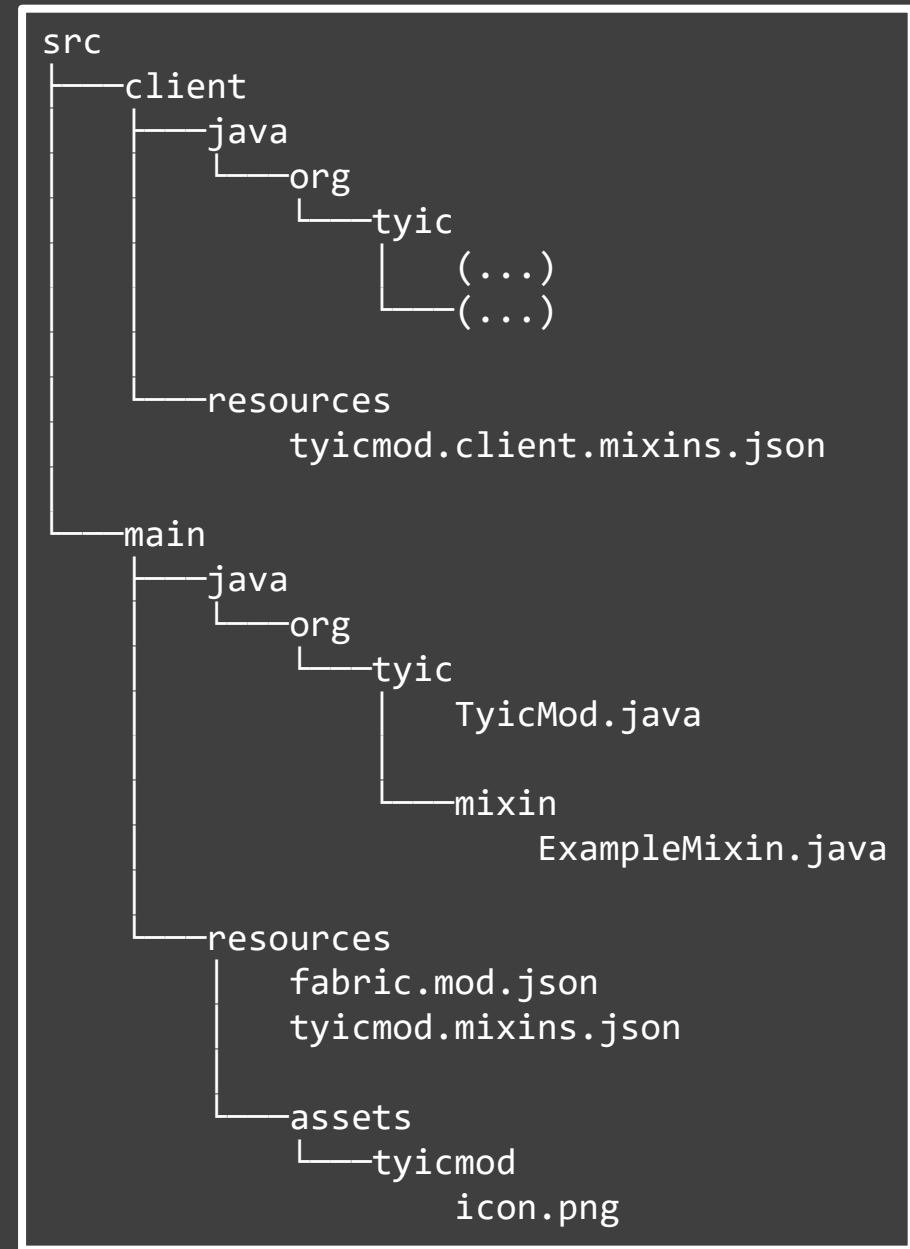 src
├───client
│   ├───java
│   │   └───org
│   │       └───tyic
│   │           │   (...)
│   │           └───(...)
│   │
│   └───resources
│           tyicmod.client.mixins.json
│
└───main
    ├───java
    │   └───org
    │       └───tyic
    │           │   TyicMod.java
    │           │
    │           └───mixin
    │                   ExampleMixin.java
    │
    └───resources
        │   fabric.mod.json
        │   tyicmod.mixins.json
        │
        └───assets
            └───tyicmod
                    icon.png